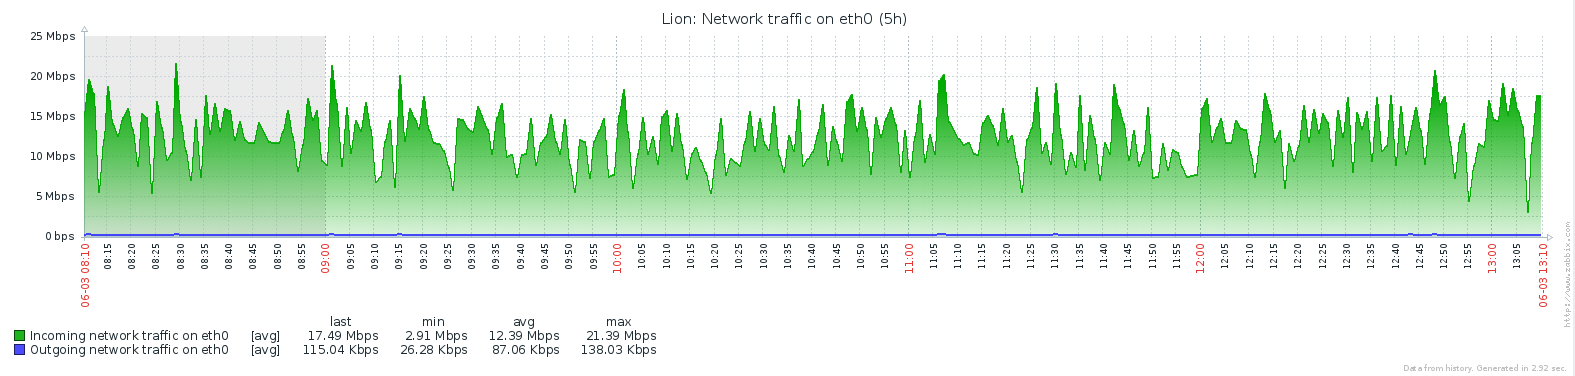 Lion: Network traffic on eth0 (5h)
25 Mbps
20 Mbps
15 Mbps
10 Mbps
5 Mbps
0 bps
06-03 08:10 08:15 08:20 08:25 08:30 08:35 08:40 08:45 08:50 08:55 09:00 09:05 09:10 09:15 09:20 09:25 09:30 09:35 09:40 09:45 09:50 09:55 10:00 10:05 10:10 10:15 10:20 10:25 10:30 10:35 10:40 10:45 10:50 10:55 11:00 11:05 11:10 11:15 11:20 11:25 11:30 11:35 11:40 11:45 11:50 11:55 12:00 12:05 12:10 12:15 12:20 12:25 12:30 12:35 12:40 12:45 12:50 12:55 13:00 13:05 06-03 13:10
last min avg max
Incoming network traffic on eth0 [avg] 17.49 Mbps 2.91 Mbps 12.39 Mbps 21.39 Mbps
Outgoing network traffic on eth0 [avg] 115.04 Kbps 26.28 Kbps 87.06 Kbps 138.03 Kbps
http://www.zabbix.com
Data from history. Generated in 2.92 sec.